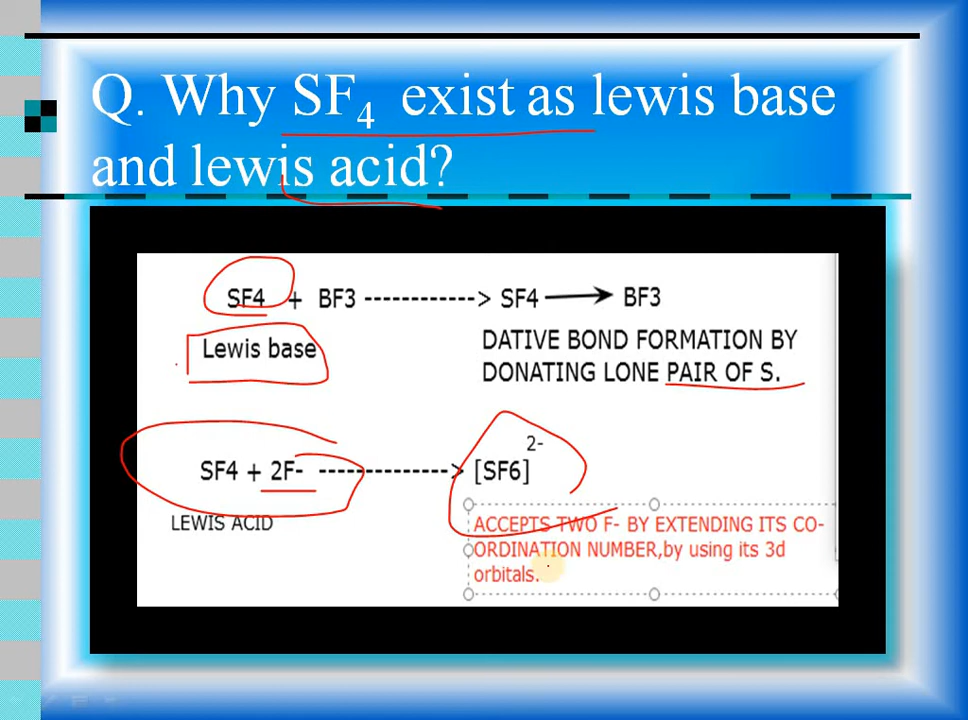 Q. Why SF4 exist as lewis base
and lewis acid?
SF4 + BF3 ------------> SF4 → BF3
Lewis base
DATIVE BOND FORMATION BY
DONATING LONE PAIR OF S.
2-
SF4 + 2F- --------------> [SF6]
LEWIS ACID
ACCEPTS TWO F- BY EXTENDING ITS CO-
ORDINATION NUMBER,by using its 3d
orbitals.